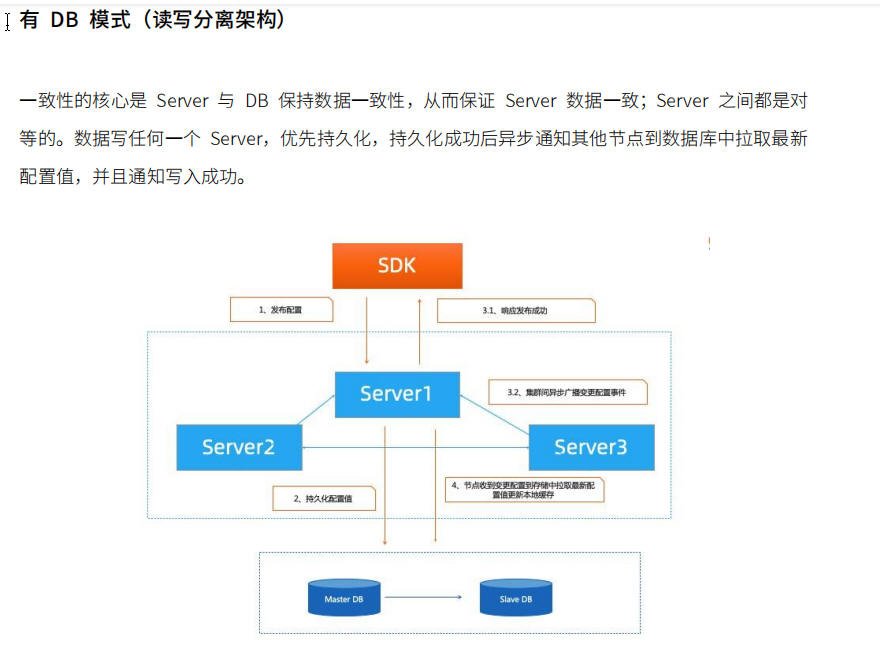 有 DB 模式（读写分离架构）
一致性的核心是 Server 与 DB 保持数据一致性，从而保证 Server 数据一致；Server 之间都是对
等的。数据写任何一个 Server，优先持久化，持久化成功后异步通知其他节点到数据库中拉取最新
配置值，并且通知写入成功。
SDK
1、发布配置
3.1、响应发布成功
Server1
3.2、集群间异步广播变更配置事件
Server2
Server3
2、持久化配置值
4、节点收到变更配置到存储中拉取最新配
置值更新本地缓存
Master DB
Slave DB